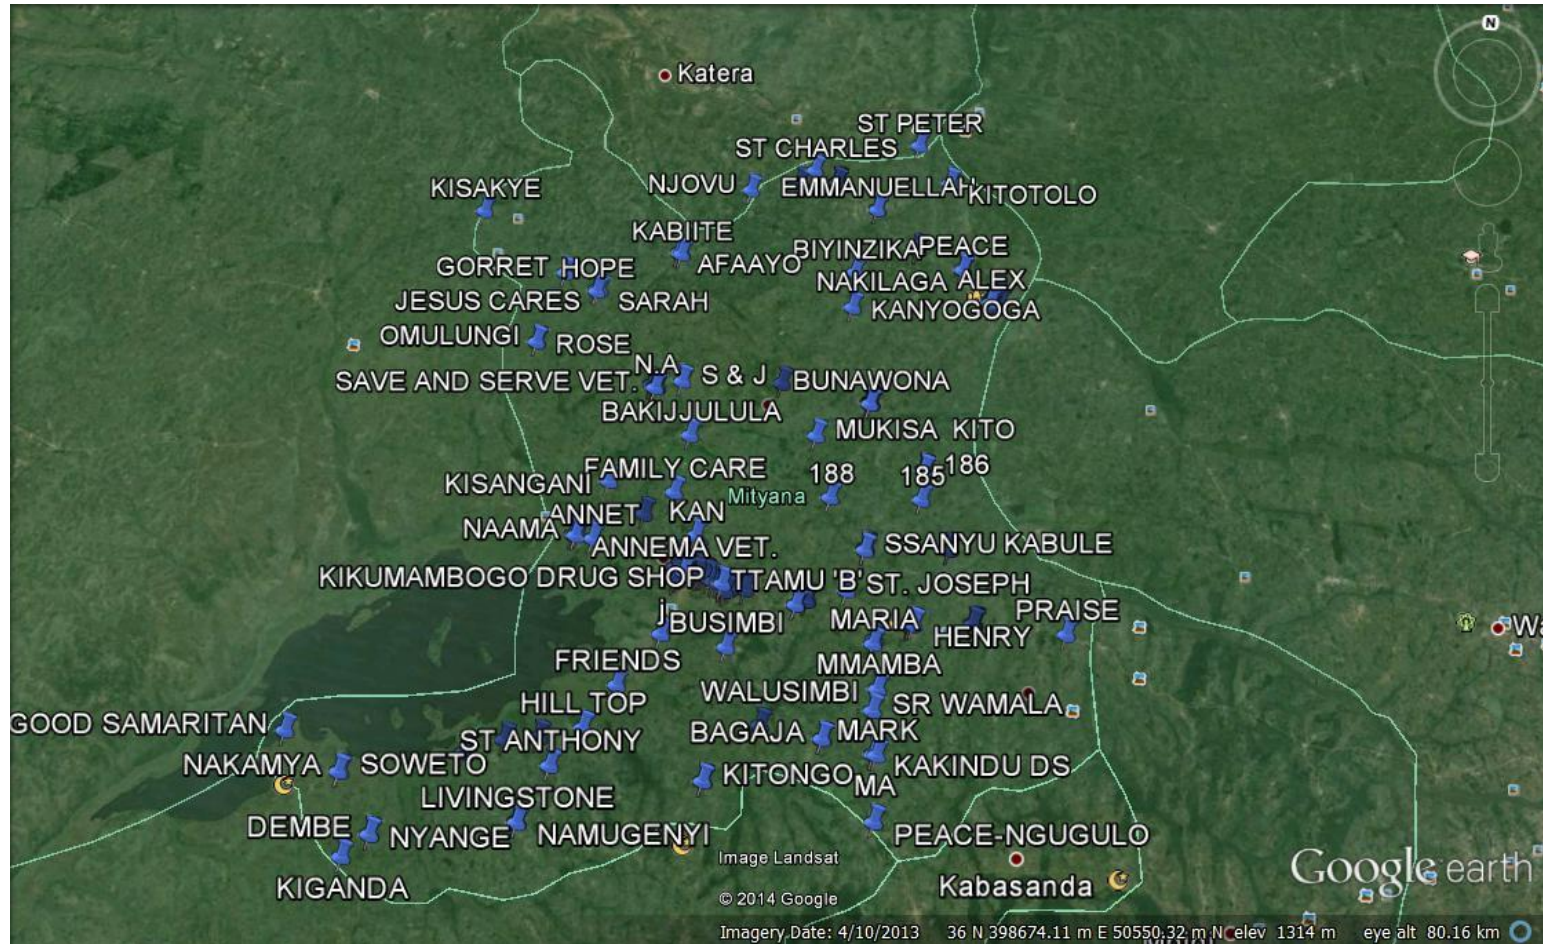 N
Katera
ST PETER
ST CHARLES
NJOVU
EMMANUELLAH
KITOTOLO
KISAKYE
KABIITE
AFAAYO
BIYINZIKA
PEACE
GORRET
HOPE
NAKILAGA
ALEX
JESUS CARES
SARAH
KANYOGOGA
OMULUNGI
ROSE
N.A
SAVE AND SERVE VET.
S & J
BUNAWONA
BAKIJJULULA
MUKISA
KITO
FAMILY CARE
188
185
186
KISANGANI
Mityana
ANNET
KAN
NAAMA
ANNEMA VET.
SSANYU KABULE
KIKUMAMBOGO DRUG SHOP
TTAMU 'B'
ST. JOSEPH
j
BUSIMBI
MARIA
PRAISE
HENRY
Wa
FRIENDS
MMAMBA
WALUSIMBI
SR WAMALA
HILL TOP
GOOD SAMARITAN
ST ANTHONY
BAGAJA
MARK
NAKAMYA
SOWETO
KITONGO
KAKINDU DS
MA
LIVINGSTONE
DEMBE
NYANGE
NAMUGENYI
PEACE-NGUGULO
KIGANDA
Kabasanda
Image Landsat
© 2014 Google
Google earth
Imagery Date: 4/10/2013 36 N 398674.11 m E 50550.32 m N elev 1314 m eye alt 80.16 km